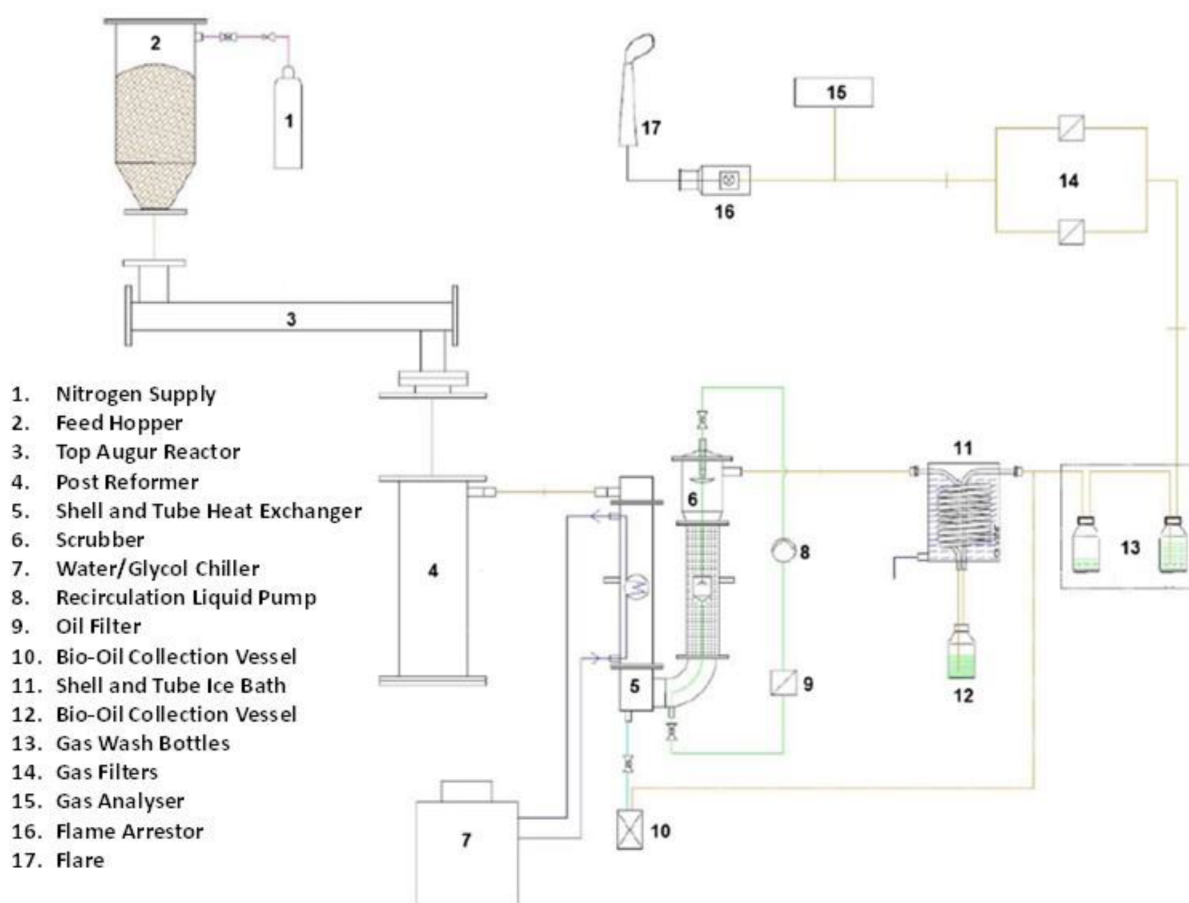 2
1
15
17
14
16
3
1. Nitrogen Supply
2. Feed Hopper
3. Top Augur Reactor
4. Post Reformer
5. Shell and Tube Heat Exchanger
6. Scrubber
7. Water/Glycol Chiller
8. Recirculation Liquid Pump
9. Oil Filter
10. Bio-Oil Collection Vessel
11. Shell and Tube Ice Bath
12. Bio-Oil Collection Vessel
13. Gas Wash Bottles
14. Gas Filters
15. Gas Analyser
16. Flame Arrestor
17. Flare
11
6
8
13
4
5
9
12
7
10